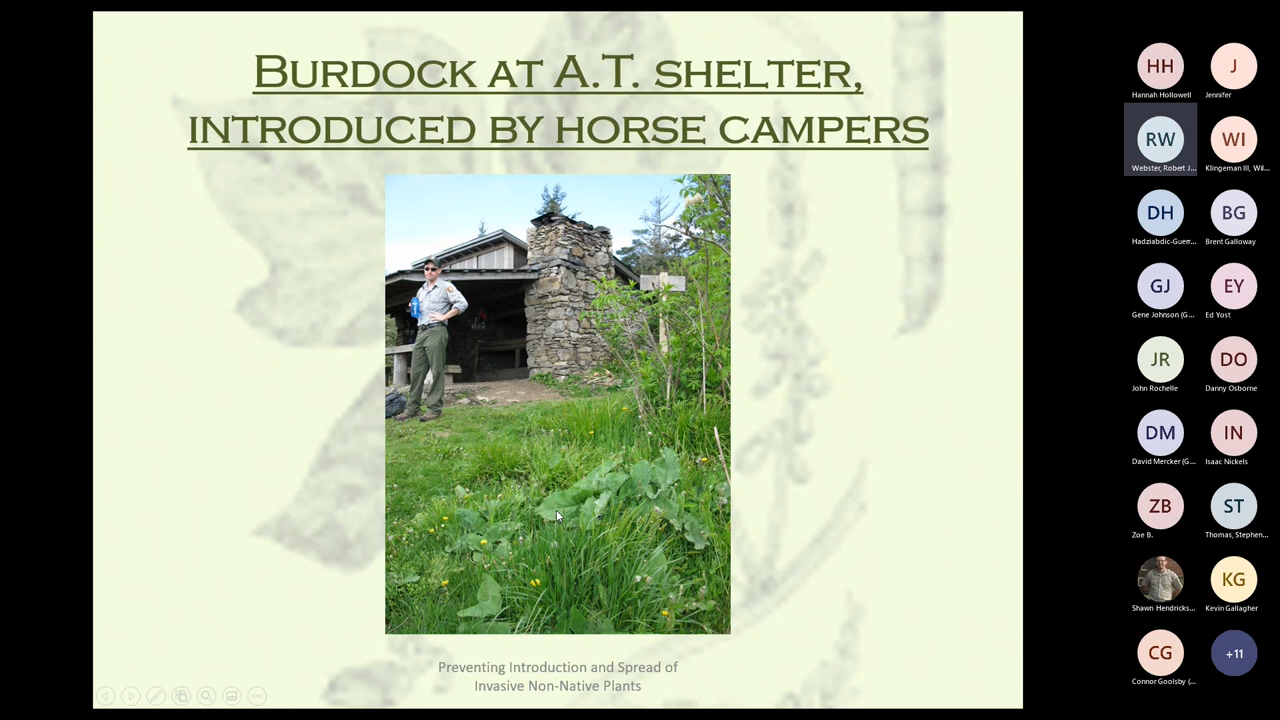 Burdock at A.T. shelter,
introduced by horse campers
Preventing Introduction and Spread of
Invasive Non-Native Plants
HH
Hannah Hollowell
J
Jennifer
RW
Webster, Robert J...
WI
Klingeman III, Wil...
DH
Hadziabdic-Guerr...
BG
Brent Galloway
GJ
Gene Johnson (G...
EY
Ed Yost
JR
John Rochelle
DO
Danny Osborne
DM
David Mercker (G...
IN
Isaac Nickels
ZB
Zoe B.
ST
Thomas, Stephen...
Shawn Hendricks...
KG
Kevin Gallagher
CG
Connor Goolsby (...
+11